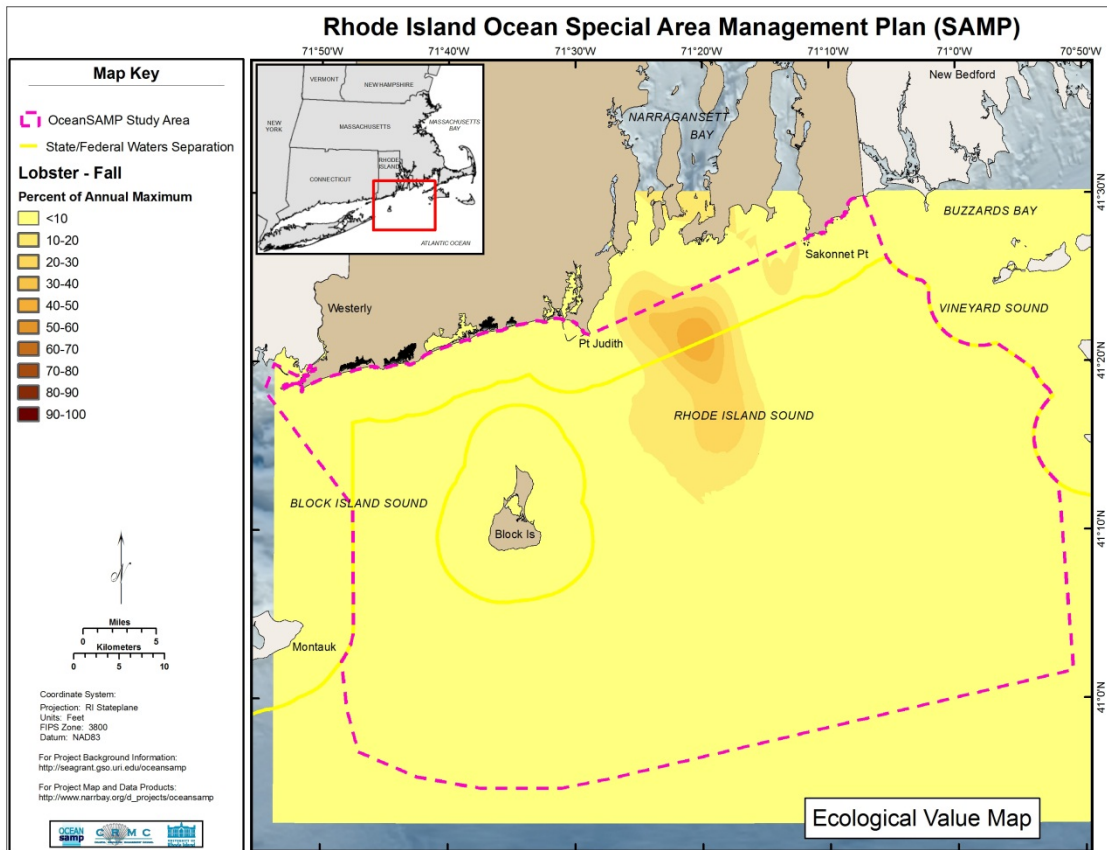 Rhode Island Ocean Special Area Management Plan (SAMP)
71°50'W
71°40'W
71°30'W
71°20'W
71°10'W
71°0'W
70°50'W
Map Key
OceanSAMP Study Area
State/Federal Waters Separation
Lobster - Fall
Percent of Annual Maximum
<10
10-20
20-30
30-40
40-50
50-60
60-70
70-80
80-90
90-100
N
Miles
0 5
Kilometers
0 5 10
Coordinate System:
Projection: RI Stateplane
Units: Feet
FIPS Zone: 3800
Datum: NAD83
For Project Background Information:
http://seagrant.gso.uri.edu/oceansamp
For Project Map and Data Products:
http://www.narrbay.org/d_projects/oceansamp
OCEAN
samp
CRMC
VERMONT
NEW HAMPSHIRE
NEW
YORK
MASSACHUSETTS
MASSACHUSETTS
BAY
RHODE
ISLAND
CONNECTICUT
ATLANTIC OCEAN
New Bedford
NARRAGANSETT
BAY
BUZZARDS BAY
Sakonnet Pt
Westerly
VINEYARD SOUND
Pt Judith
RHODE ISLAND SOUND
BLOCK ISLAND SOUND
Block Is
Montauk
41°30'N
41°20'N
41°10'N
41°0'N
Ecological Value Map